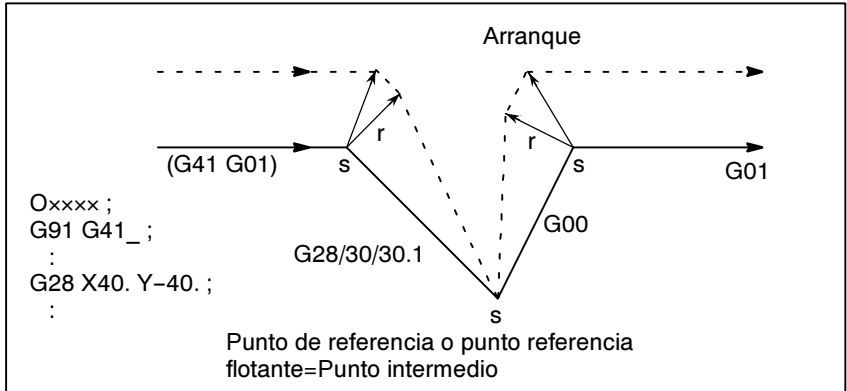 Arranque
r
r
(G41 G01)
s
s
G01
O×××× ;
G91 G41_ ;
:
G28 X40. Y−40. ;
:
G28/30/30.1
G00
s
Punto de referencia o punto referencia
flotante=Punto intermedio